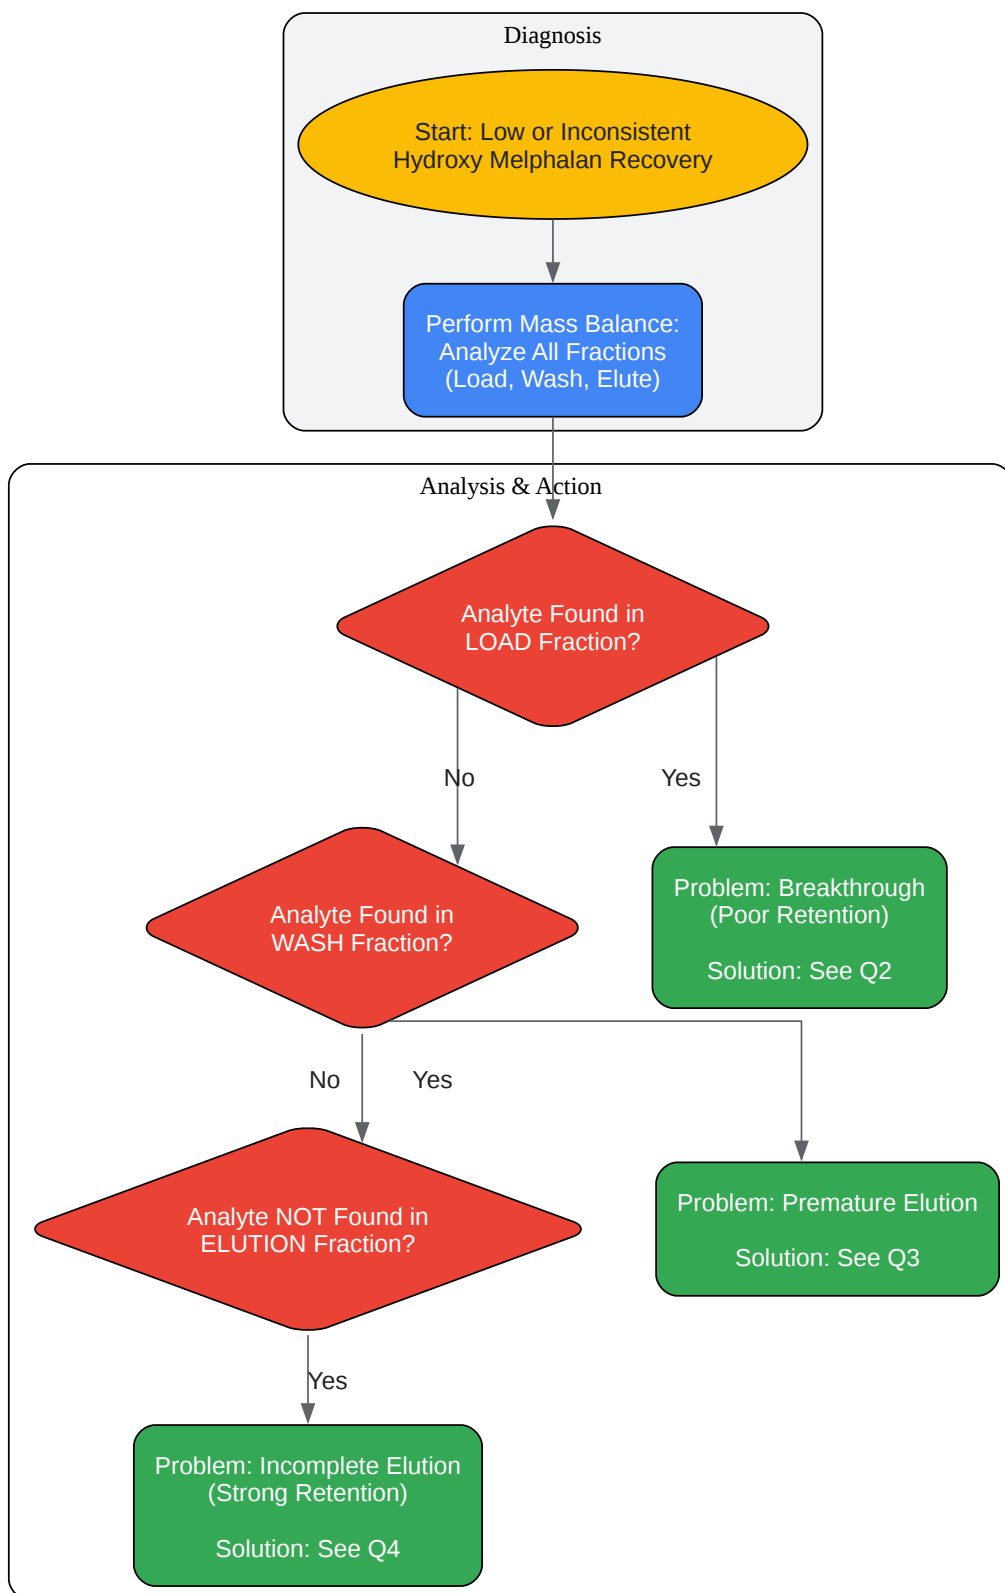 Diagnosis
Start: Low or Inconsistent
Hydroxy Melphalan Recovery
Perform Mass Balance:
Analyze All Fractions
(Load, Wash, Elute)
Analysis & Action
Analyte Found in
LOAD Fraction?
No
Yes
Analyte Found in
WASH Fraction?
Problem: Breakthrough
(Poor Retention)
Solution: See Q2
No
Yes
Analyte NOT Found in
ELUTION Fraction?
Problem: Premature Elution
Solution: See Q3
Yes
Problem: Incomplete Elution
(Strong Retention)
Solution: See Q4